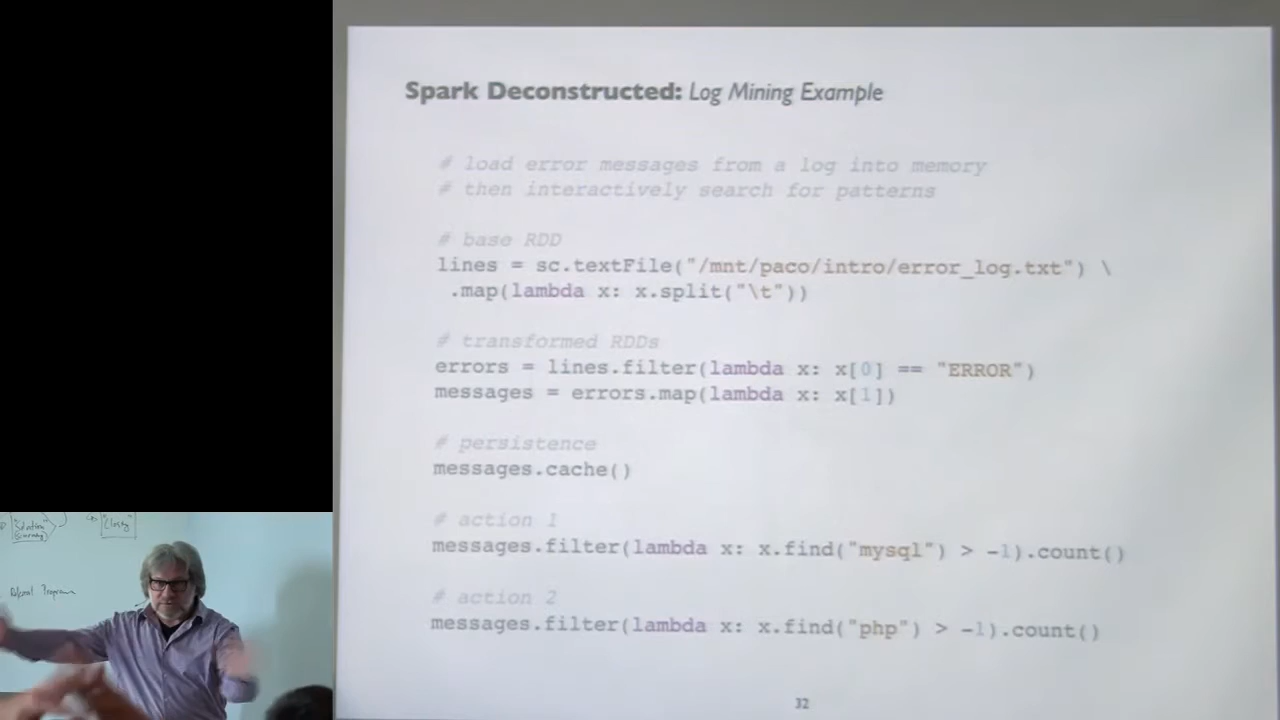 Spark Deconstructed: Log Mining Example
# load error messages from a log into memory
# then interactively search for patterns
# base RDD
lines = sc.textFile("/mnt/paco/intro/error_log.txt") \
.map(lambda x: x.split("\t"))
# transformed RDDs
errors = lines.filter(lambda x: x[0] == "ERROR")
messages = errors.map(lambda x: x[1])
# persistence
messages.cache()
# action 1
messages.filter(lambda x: x.find("mysql") > -1).count()
# action 2
messages.filter(lambda x: x.find("php") > -1).count()
32
"Solution